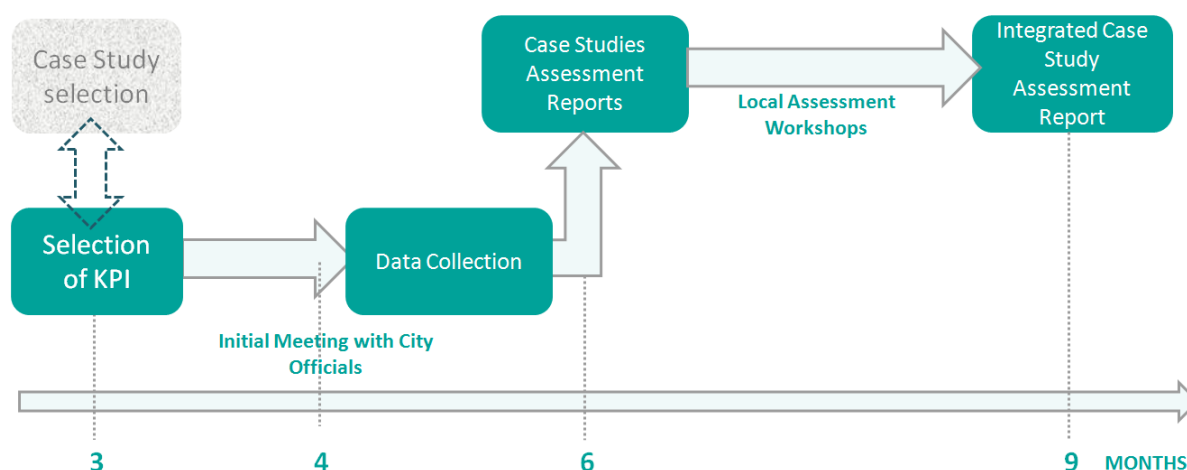 Case Study
selection
Selection
of KPI
Initial Meeting with City
Officials
Data Collection
Case Studies
Assessment
Reports
Local Assessment
Workshops
Integrated Case
Study
Assessment
Report
3
4
6
9
MONTHS